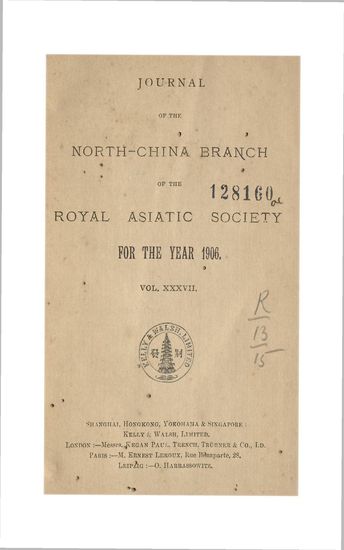 JOURNAL
OF THE
NORTH-CHINA BRANCH
OF THE
128160
ROYAL ASIATIC SOCIETY
FOR THE YEAR 1906.
VOL. XXXVII.
R
13
15
KELLY & WALSH, LIMITED.
SHANGHAI, HONGKONG, YOKOHAMA & SINGAPORE:
KELLY & WALSH, LIMITED.
LONDON:—MESSRS. KEGAN PAUL, TRENCH, TRÜBNER & CO., LD.
PARIS:—M. ERNEST LEROUX, RUE BONAPARTE, 28.
LEIPZIG:—O. HARRASSOWITZ.